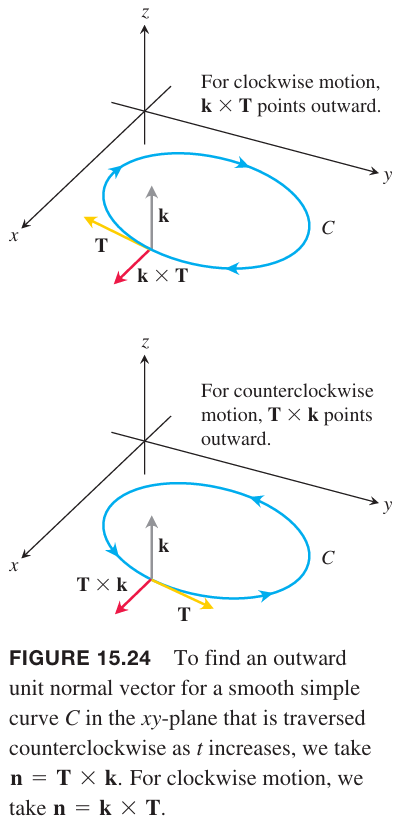 z
For clockwise motion,
k × T points outward.
y
k
C
x
T
k × T
z
For counterclockwise
motion, T × k points
outward.
y
k
C
x
T × k
T
FIGURE 15.24 To find an outward
unit normal vector for a smooth simple
curve C in the xy-plane that is traversed
counterclockwise as t increases, we take
n = T × k. For clockwise motion, we
take n = k × T.